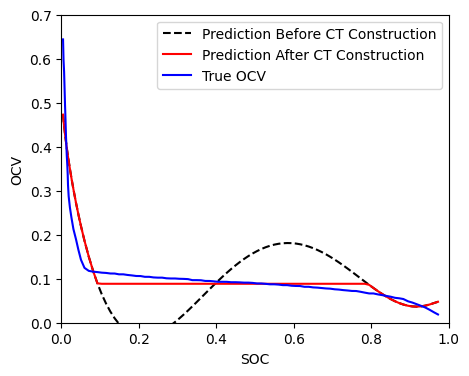 Prediction Before CT Construction
Prediction After CT Construction
True OCV
0.7
0.6
0.5
0.4
0.3
0.2
0.1
0.0
OCV
0.0 0.2 0.4 0.6 0.8 1.0
SOC